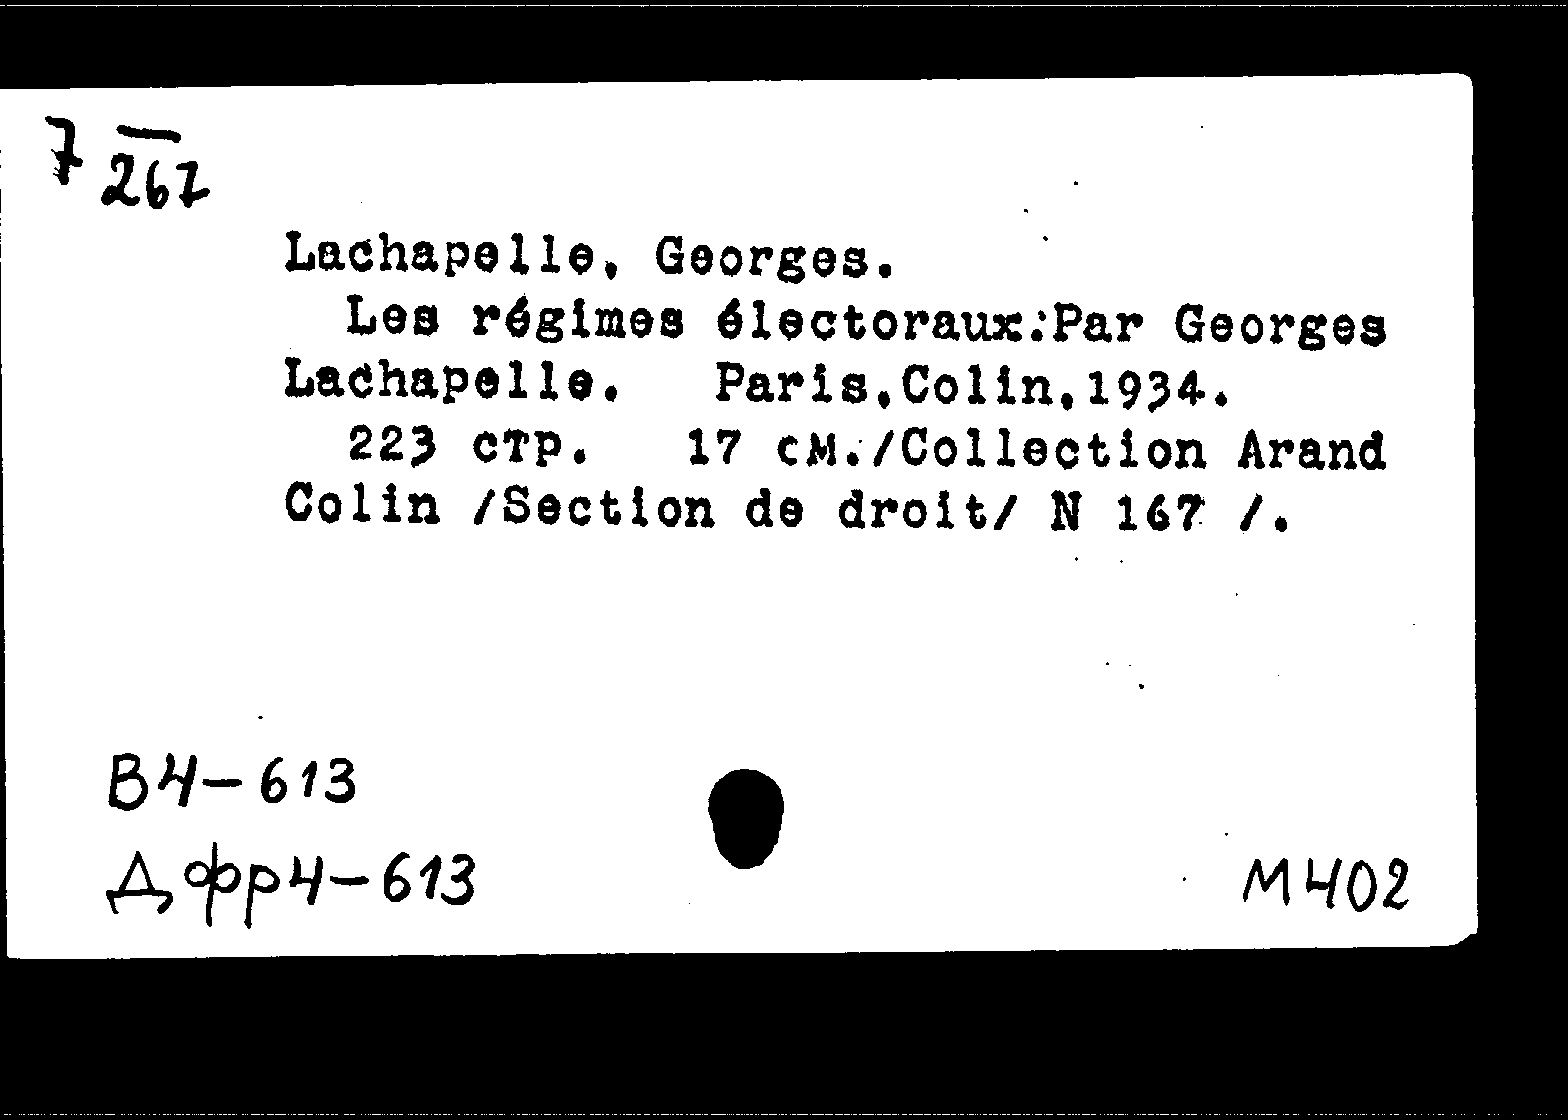 7 267
Lachapelle, Georges.
Les régimes électoraux. Par Georges
Lachapelle. Paris, Colin, 1934.
223 стр. 17 см. /Collection Arand
Colin /Section de droit/ N 167 /.
В4-613
Дфр4-613
М402